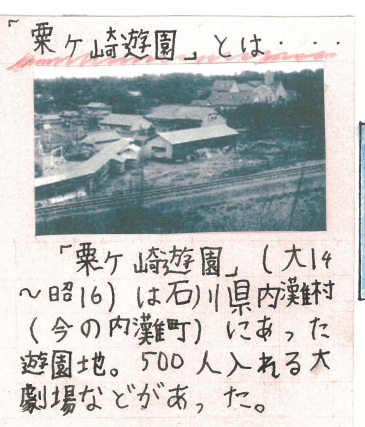 「粟ケ崎遊園」とは‥‥
「粟ケ崎遊園」(大14
～昭16)は石川県内灘村
(今の内灘町)にあった
遊園地。500人入れる大
劇場などがあった。